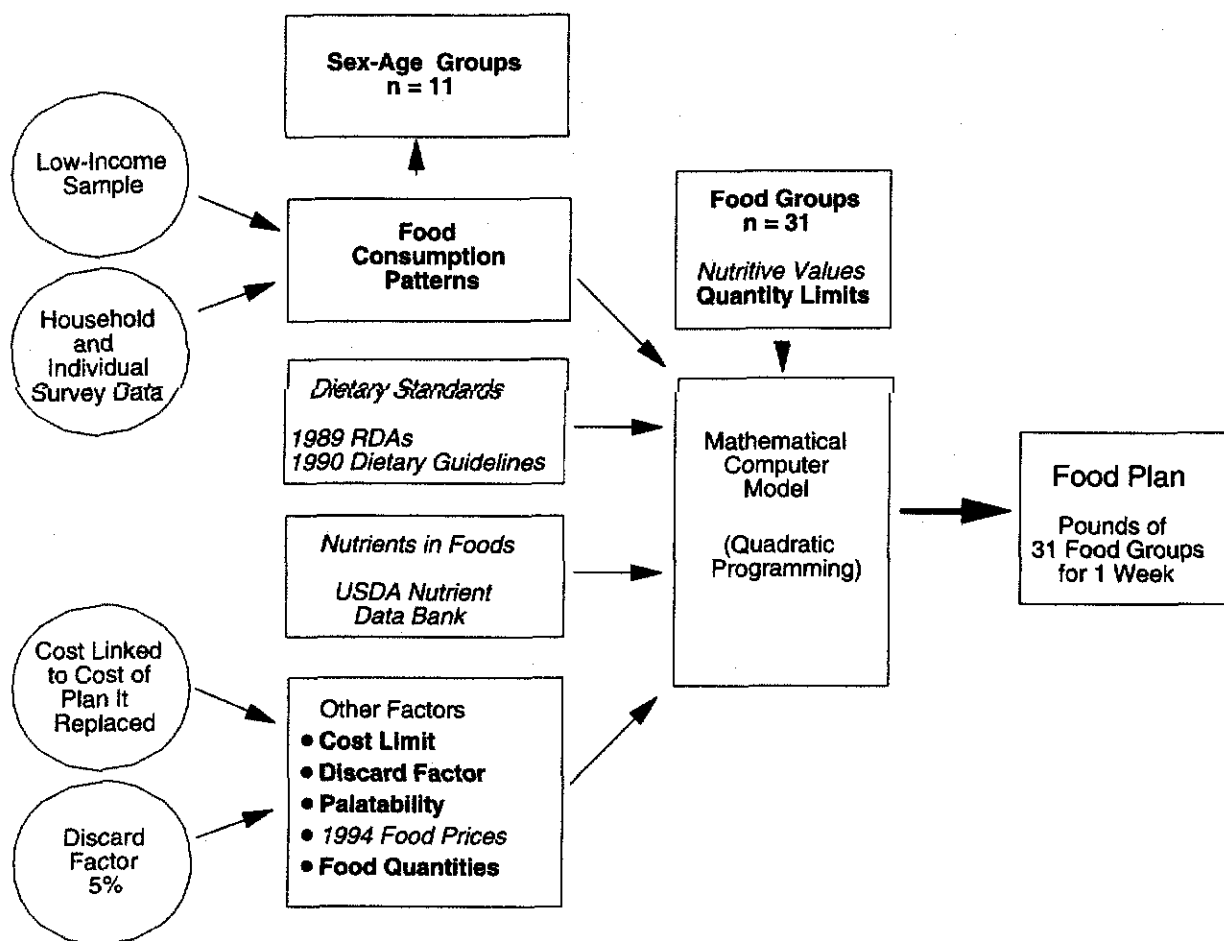 Sex-Age Groups
n = 11
Low-Income
Sample
Food
Consumption
Patterns
Food Groups
n = 31
Nutritive Values
Quantity Limits
Household
and
Individual
Survey Data
Dietary Standards
1989 RDAs
1990 Dietary Guidelines
Mathematical
Computer
Model
(Quadratic
Programming)
Food Plan
Pounds of
31 Food Groups
for 1 Week
Nutrients in Foods
USDA Nutrient
Data Bank
Cost Linked
to Cost of
Plan It
Replaced
Other Factors
• Cost Limit
• Discard Factor
• Palatability
• 1994 Food Prices
• Food Quantities
Discard
Factor
5%